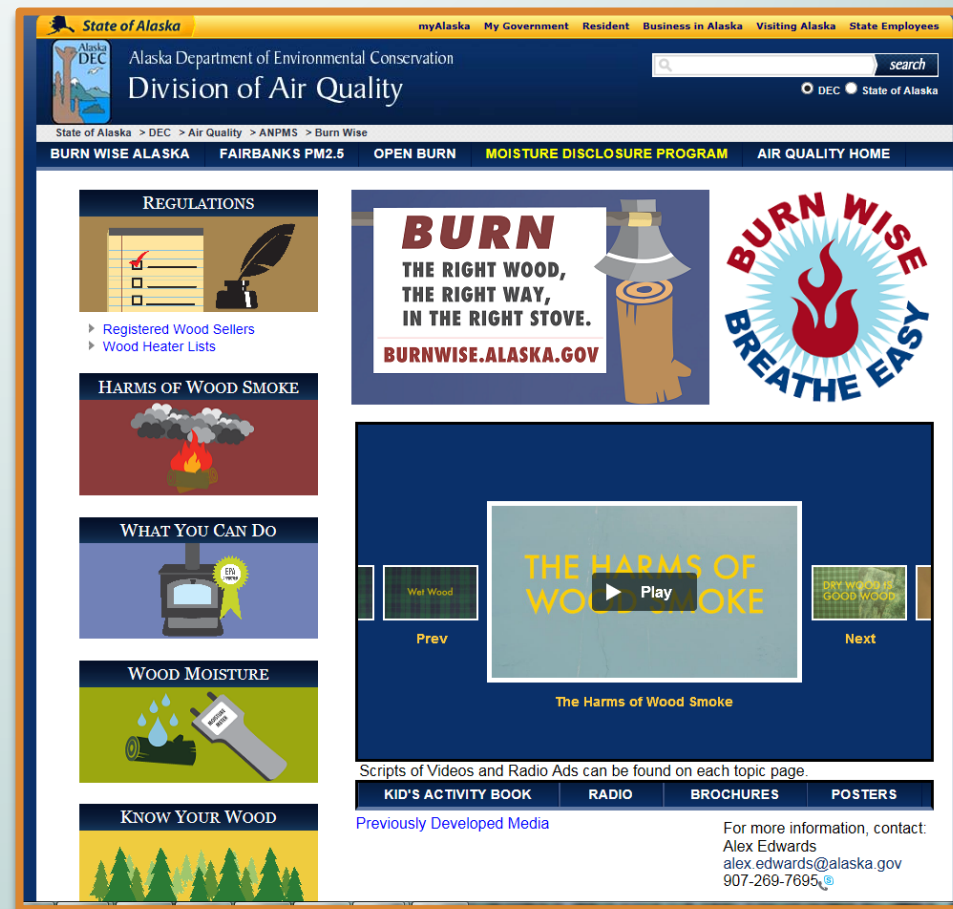 State of Alaska
myAlaska My Government Resident Business in Alaska Visiting Alaska State Employees
Alaska
DEC
Alaska Department of Environmental Conservation
Division of Air Quality
search
DEC State of Alaska
State of Alaska > DEC > Air Quality > ANPMS > Burn Wise
BURN WISE ALASKA FAIRBANKS PM2.5 OPEN BURN MOISTURE DISCLOSURE PROGRAM AIR QUALITY HOME
REGULATIONS
Registered Wood Sellers
Wood Heater Lists
HARMS OF WOOD SMOKE
WHAT YOU CAN DO
EPA
WOOD MOISTURE
MOISTURE
METER
KNOW YOUR WOOD
BURN
THE RIGHT WOOD,
THE RIGHT WAY,
IN THE RIGHT STOVE.
BURNWISE.ALASKA.GOV
BURN WISE
BREATHE EASY
Wet Wood
Prev
THE HARMS OF
WOOD SMOKE
Play
DRY WOOD IS
GOOD WOOD
Next
The Harms of Wood Smoke
Scripts of Videos and Radio Ads can be found on each topic page.
KID'S ACTIVITY BOOK RADIO BROCHURES POSTERS
Previously Developed Media
For more information, contact:
Alex Edwards
alex.edwards@alaska.gov
907-269-7695